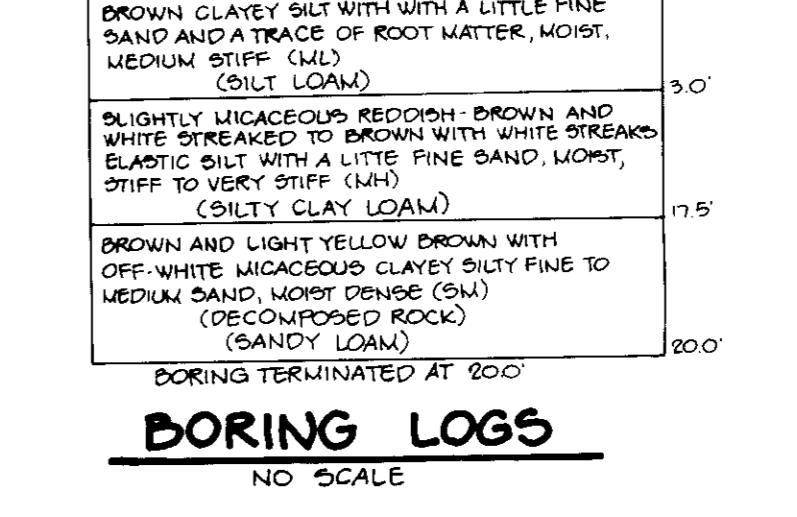 BROWN CLAYEY SILT WITH WITH A LITTLE FINE
SAND AND A TRACE OF ROOT MATTER, MOIST,
MEDIUM STIFF (ML)
(SILT LOAM)
3.0'
SLIGHTLY MICACEOUS REDDISH-BROWN AND
WHITE STREAKED TO BROWN WITH WHITE STREAKS
ELASTIC SILT WITH A LITTE FINE SAND, MOIST,
STIFF TO VERY STIFF (MH)
(SILTY CLAY LOAM)
17.5'
BROWN AND LIGHT YELLOW BROWN WITH
OFF-WHITE MICACEOUS CLAYEY SILTY FINE TO
MEDIUM SAND, MOIST DENSE (SM)
(DECOMPOSED ROCK)
(SANDY LOAM)
20.0'
BORING TERMINATED AT 20.0'
BORING LOGS
NO SCALE